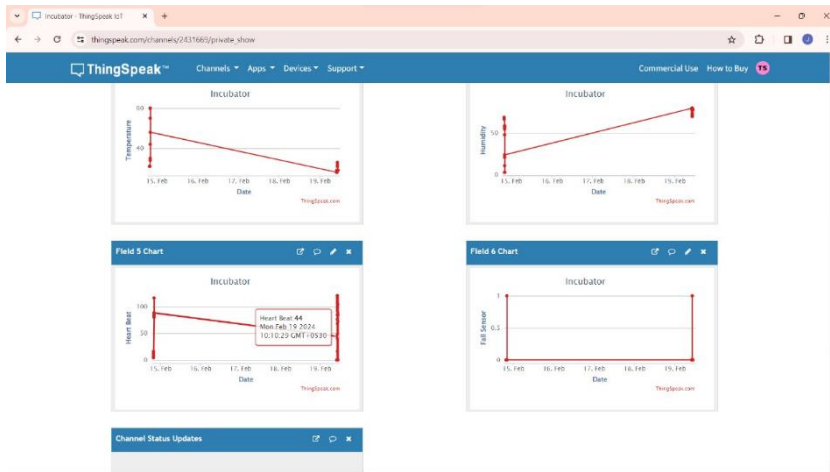 Incubator - ThingSpeak IoT
thingspeak.com/channels/2431669/private_show
ThingSpeak™ Channels Apps Devices Support Commercial Use How to Buy TS
Incubator
Temperature
60
40
15. Feb 16. Feb 17. Feb 18. Feb 19. Feb
Date
ThingSpeak.com
Incubator
Humidity
50
0
15. Feb 16. Feb 17. Feb 18. Feb 19. Feb
Date
ThingSpeak.com
Field 5 Chart
Incubator
Heart Beat
100
50
0
Heart Beat 44
Mon Feb 19 2024
10:10:29 GMT+0530
15. Feb 16. Feb 17. Feb 18. Feb 19. Feb
Date
ThingSpeak.com
Field 6 Chart
Incubator
Fall Sensor
1
0.5
0
15. Feb 16. Feb 17. Feb 18. Feb 19. Feb
Date
ThingSpeak.com
Channel Status Updates